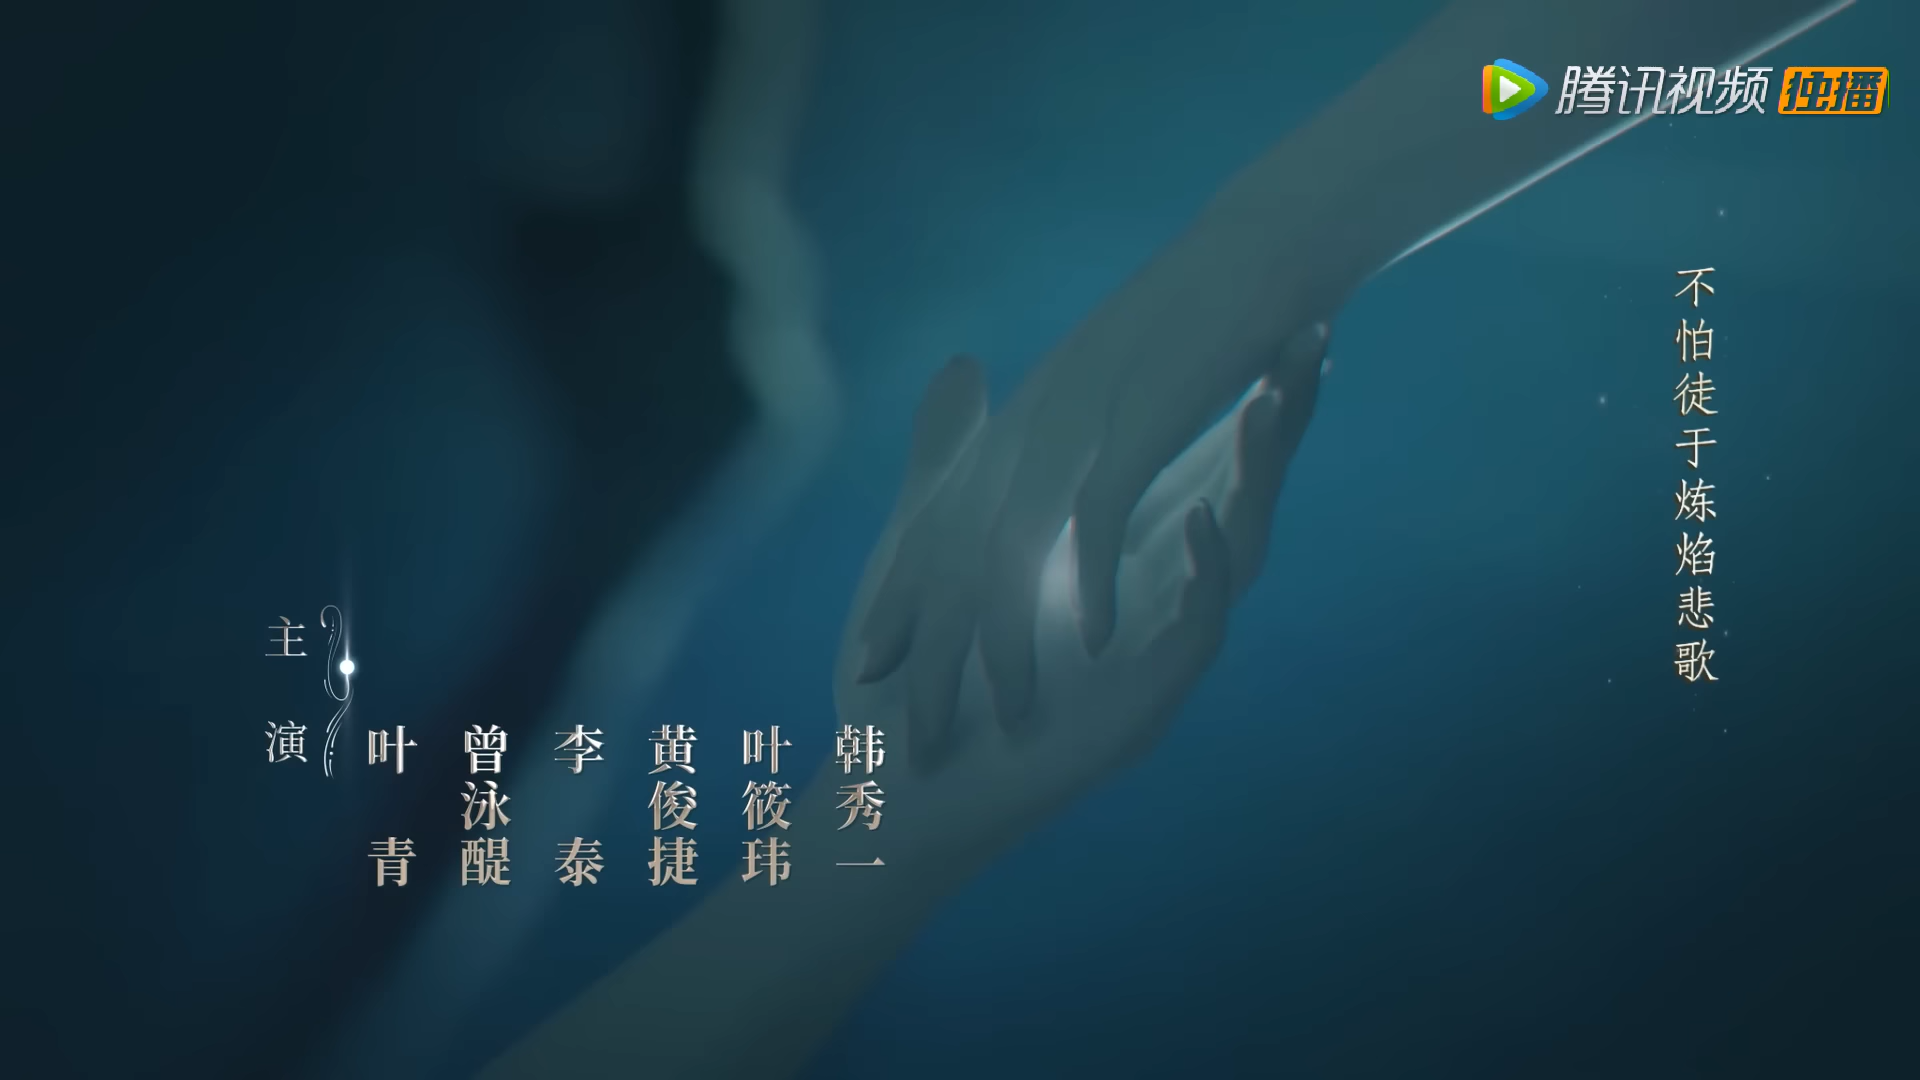 腾讯视频 独播
不怕徒于炼焰悲歌
主演
叶青
曾泳醍
李泰
黄俊捷
叶筱玮
韩秀一